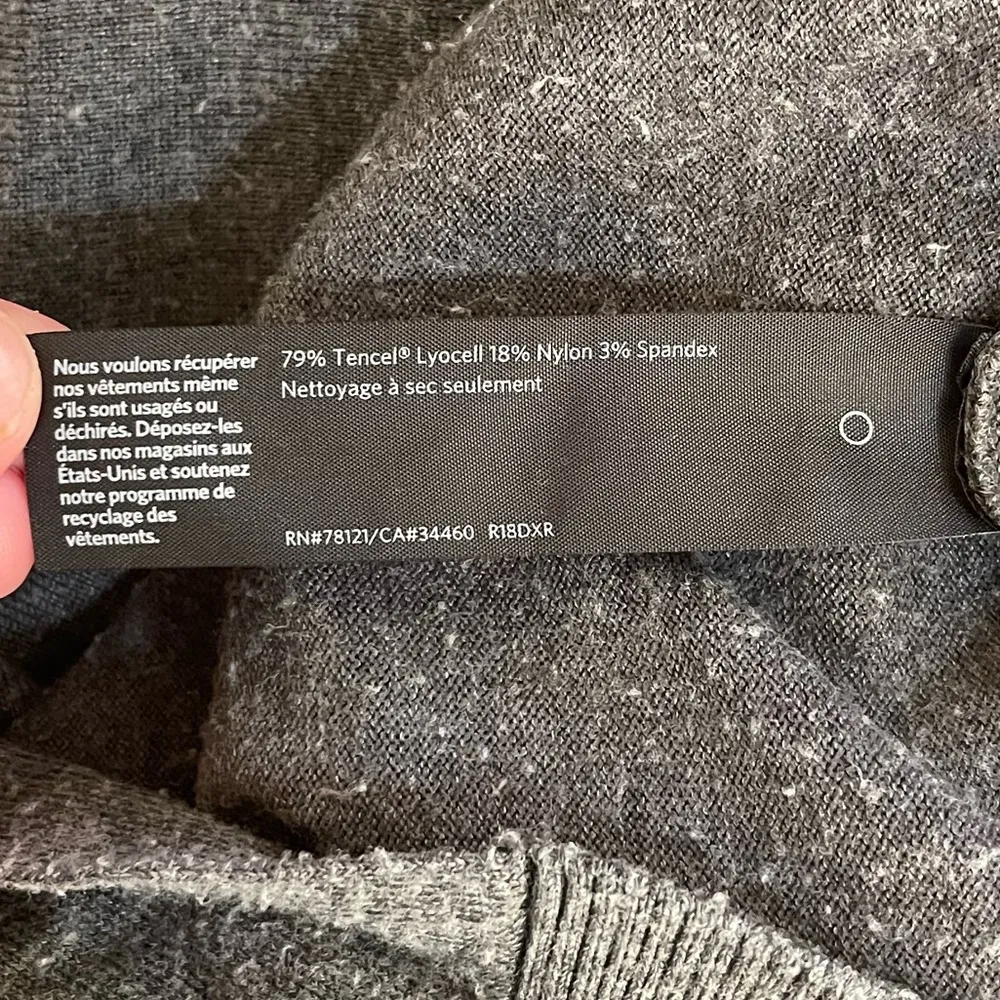 Nous voulons récupérer
nos vêtements même
s'ils sont usagés ou
déchirés. Déposez-les
dans nos magasins aux
États-Unis et soutenez
notre programme de
recyclage des
vêtements.
79% Tencel® Lyocell 18% Nylon 3% Spandex
Nettoyage à sec seulement
RN#78121/CA#34460 R18DXR